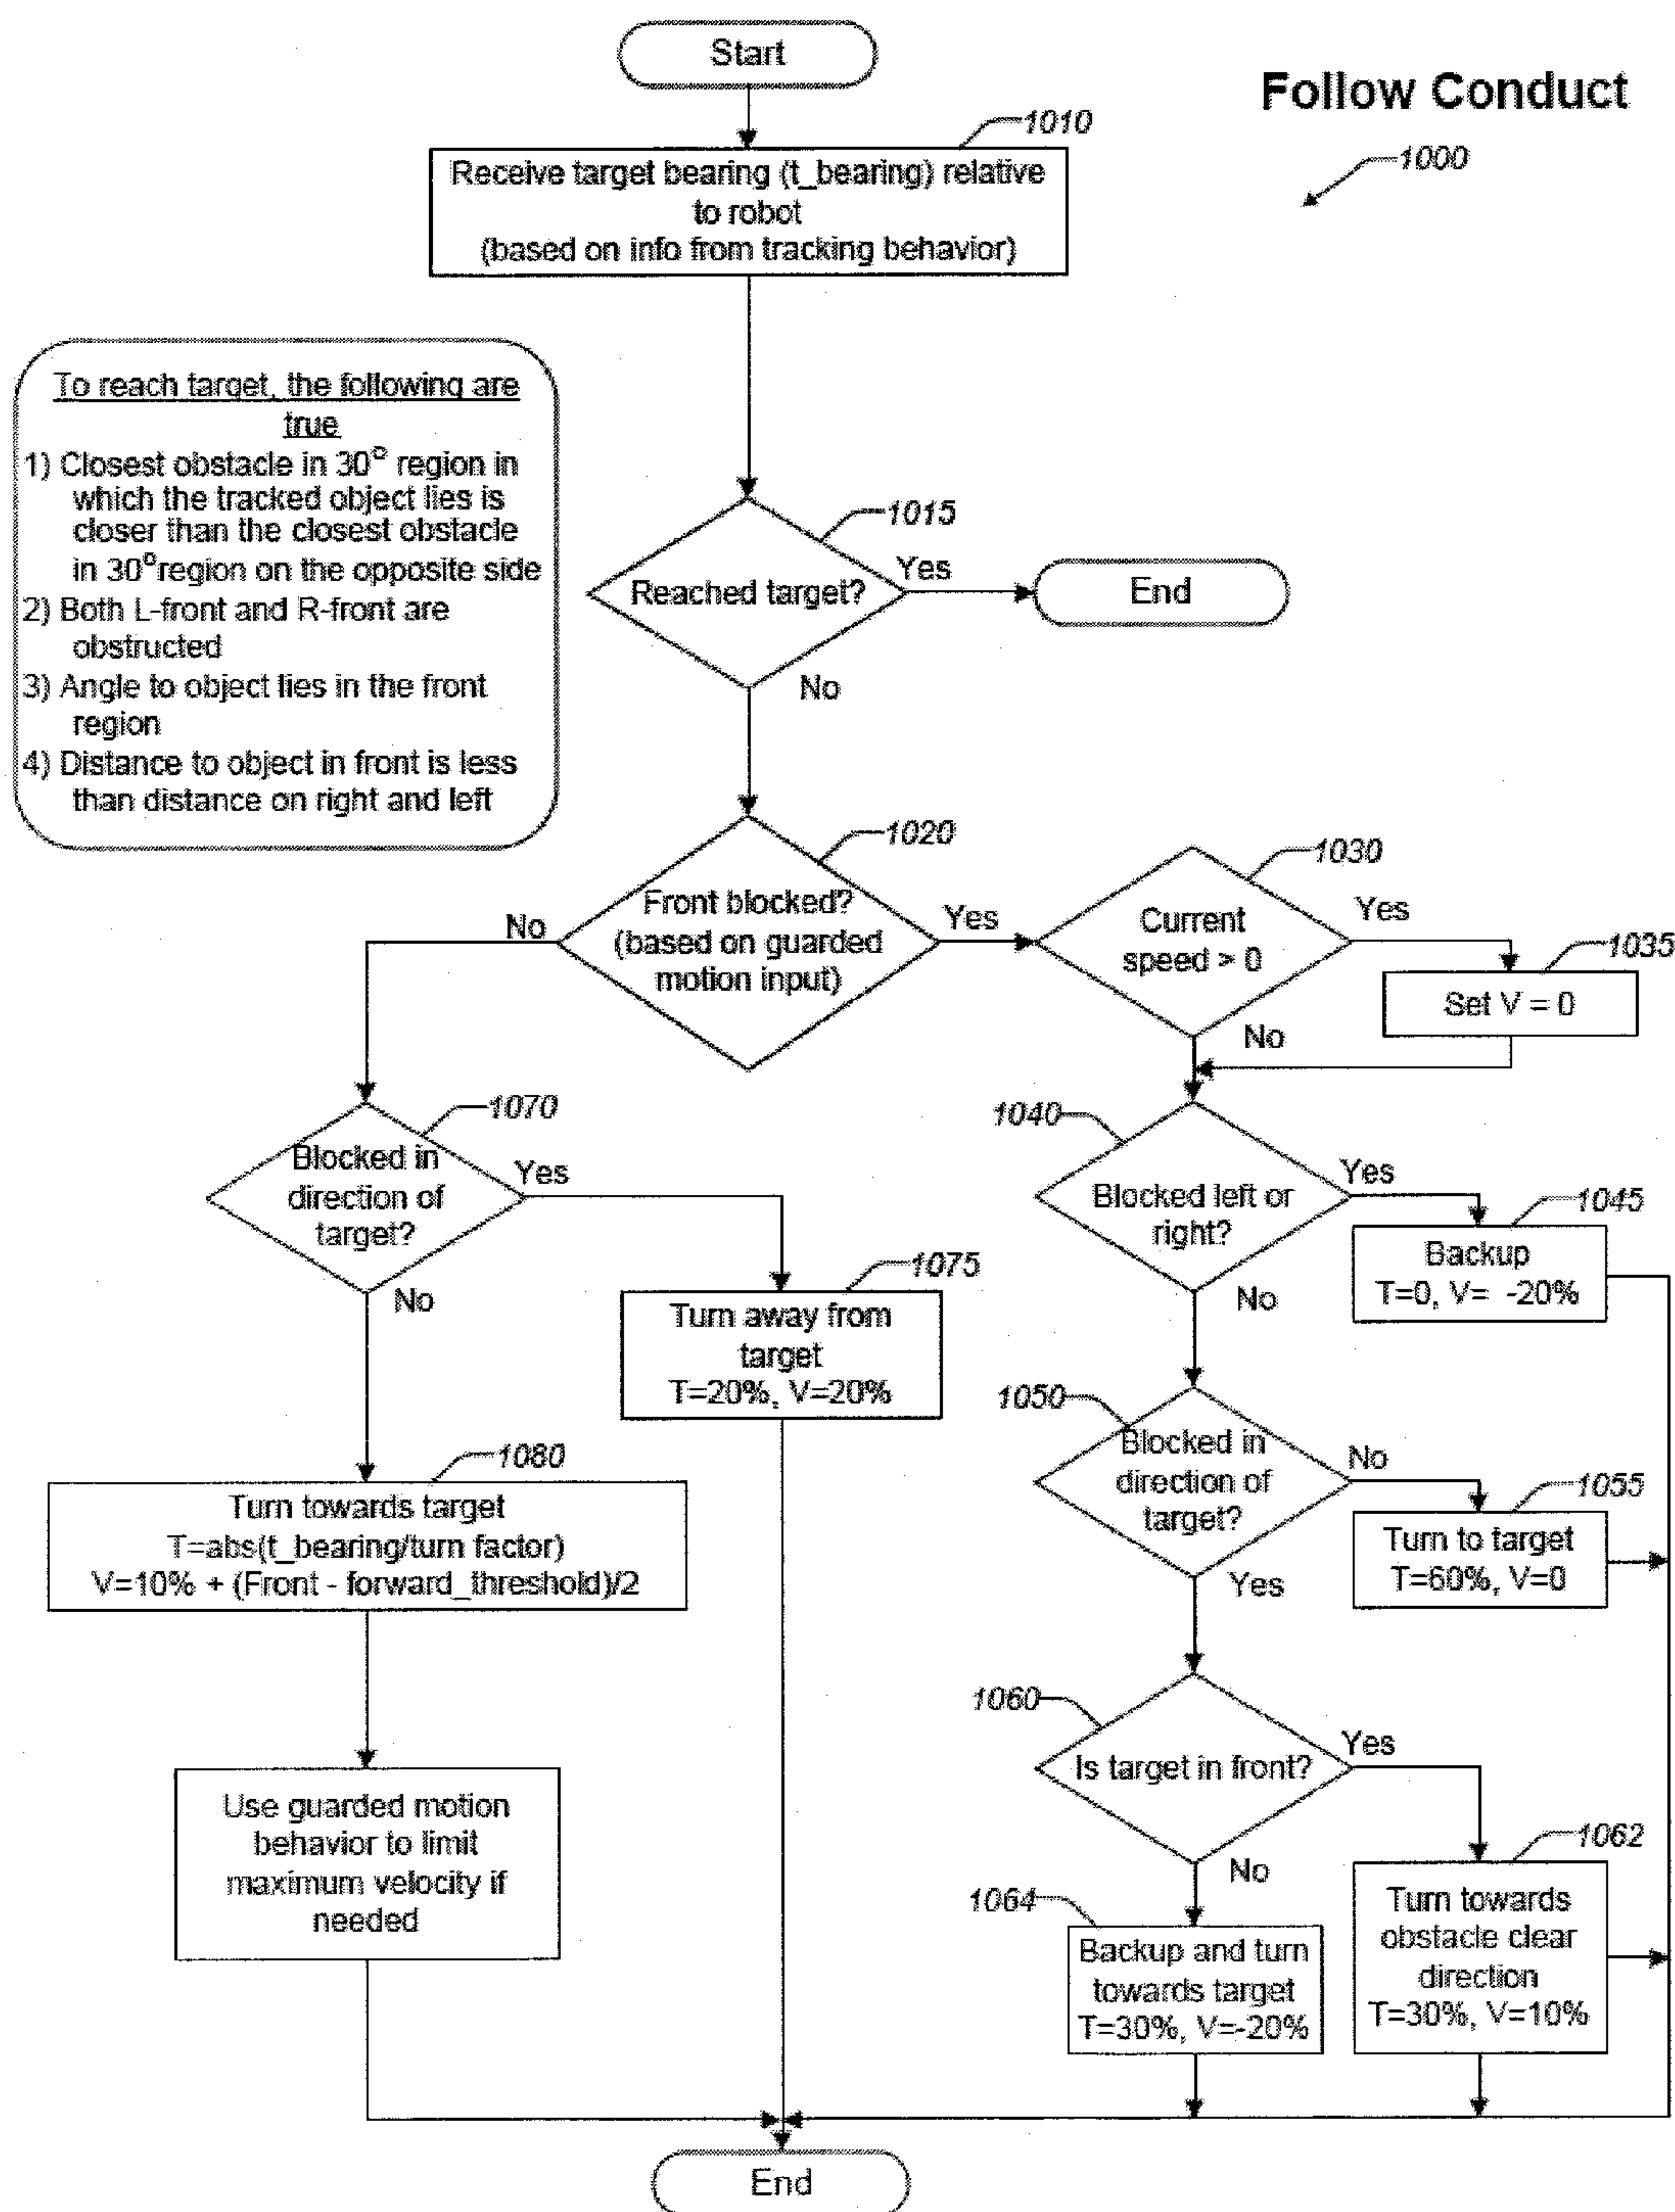 Start
Follow Conduct
1000
1010
Receive target bearing (t_bearing) relative
to robot
(based on info from tracking behavior)
To reach target, the following are
true
1) Closest obstacle in 30° region in
which the tracked object lies is
closer than the closest obstacle
in 30°region on the opposite side
2) Both L-front and R-front are
obstructed
3) Angle to object lies in the front
region
4) Distance to object in front is less
than distance on right and left
1015
Reached target?
Yes
End
No
1020
Front blocked?
(based on guarded
motion input)
No
Yes
1030
Current
speed > 0
Yes
1035
Set V = 0
No
1070
Blocked in
direction of
target?
Yes
No
1075
Turn away from
target
T=20%, V=20%
1040
Blocked left or
right?
Yes
1045
Backup
T=0, V= -20%
No
1050
Blocked in
direction of
target?
No
1055
Turn to target
T=60%, V=0
Yes
1080
Turn towards target
T=abs(t_bearing/turn factor)
V=10% + (Front - forward_threshold)/2
Use guarded motion
behavior to limit
maximum velocity if
needed
1060
Is target in front?
Yes
1062
Turn towards
obstacle clear
direction
T=30%, V=10%
No
1064
Backup and turn
towards target
T=30%, V=-20%
End